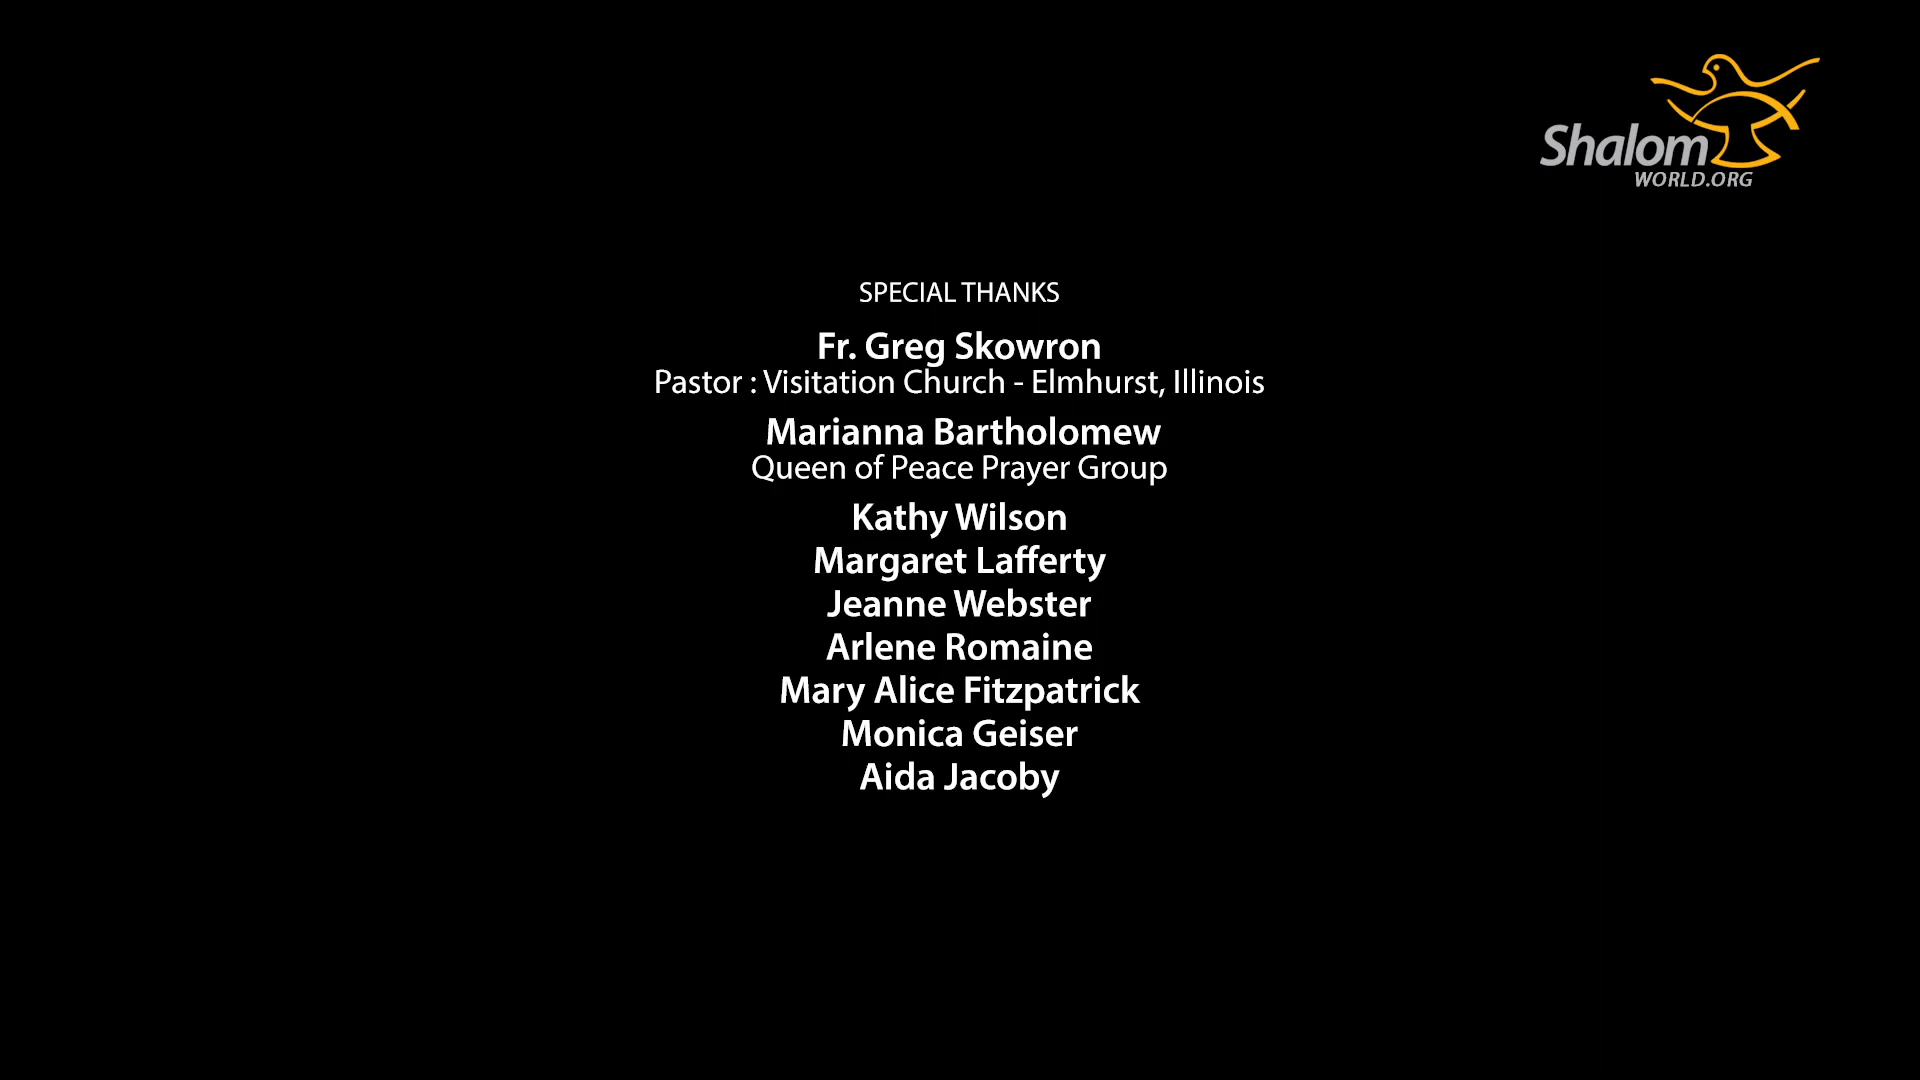 Shalom
WORLD.ORG
SPECIAL THANKS
Fr. Greg Skowron
Pastor : Visitation Church - Elmhurst, Illinois
Marianna Bartholomew
Queen of Peace Prayer Group
Kathy Wilson
Margaret Lafferty
Jeanne Webster
Arlene Romaine
Mary Alice Fitzpatrick
Monica Geiser
Aida Jacoby